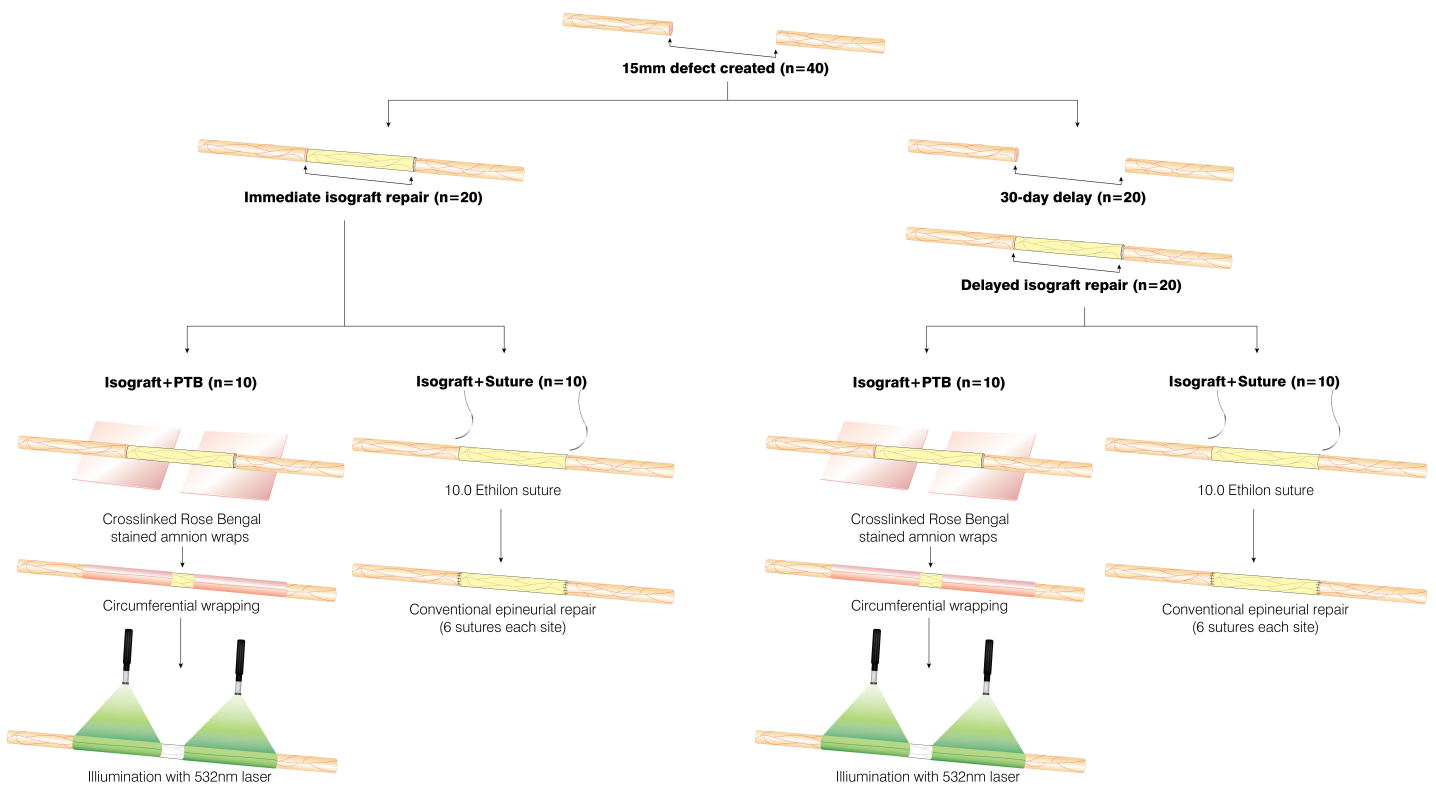 15mm defect created (n=40)
Immediate isograft repair (n=20)
30-day delay (n=20)
Delayed isograft repair (n=20)
Isograft+PTB (n=10)
Isograft+Suture (n=10)
Isograft+PTB (n=10)
Isograft+Suture (n=10)
10.0 Ethilon suture
10.0 Ethilon suture
Crosslinked Rose Bengal
stained amnion wraps
Crosslinked Rose Bengal
stained amnion wraps
Circumferential wrapping
Conventional epineurial repair
(6 sutures each site)
Circumferential wrapping
Conventional epineurial repair
(6 sutures each site)
Illiumination with 532nm laser
Illiumination with 532nm laser